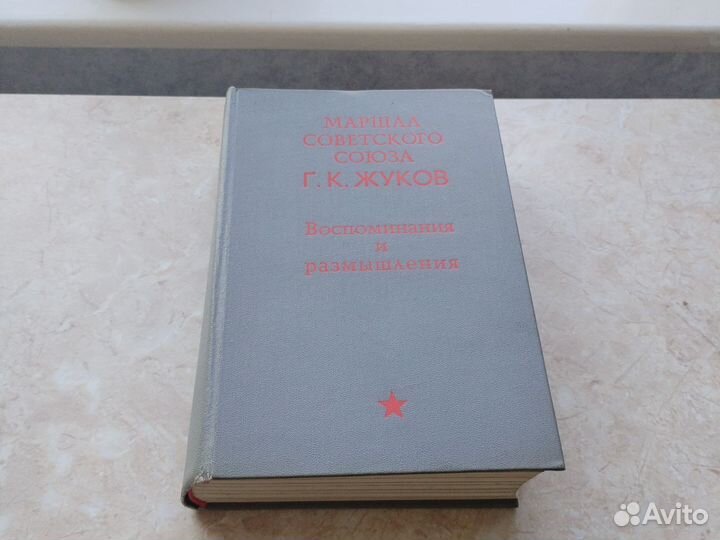 МАРШАЛ
СОВЕТСКОГО
СОЮЗА
Г. К. ЖУКОВ
Воспоминания
и
размышления
Avito